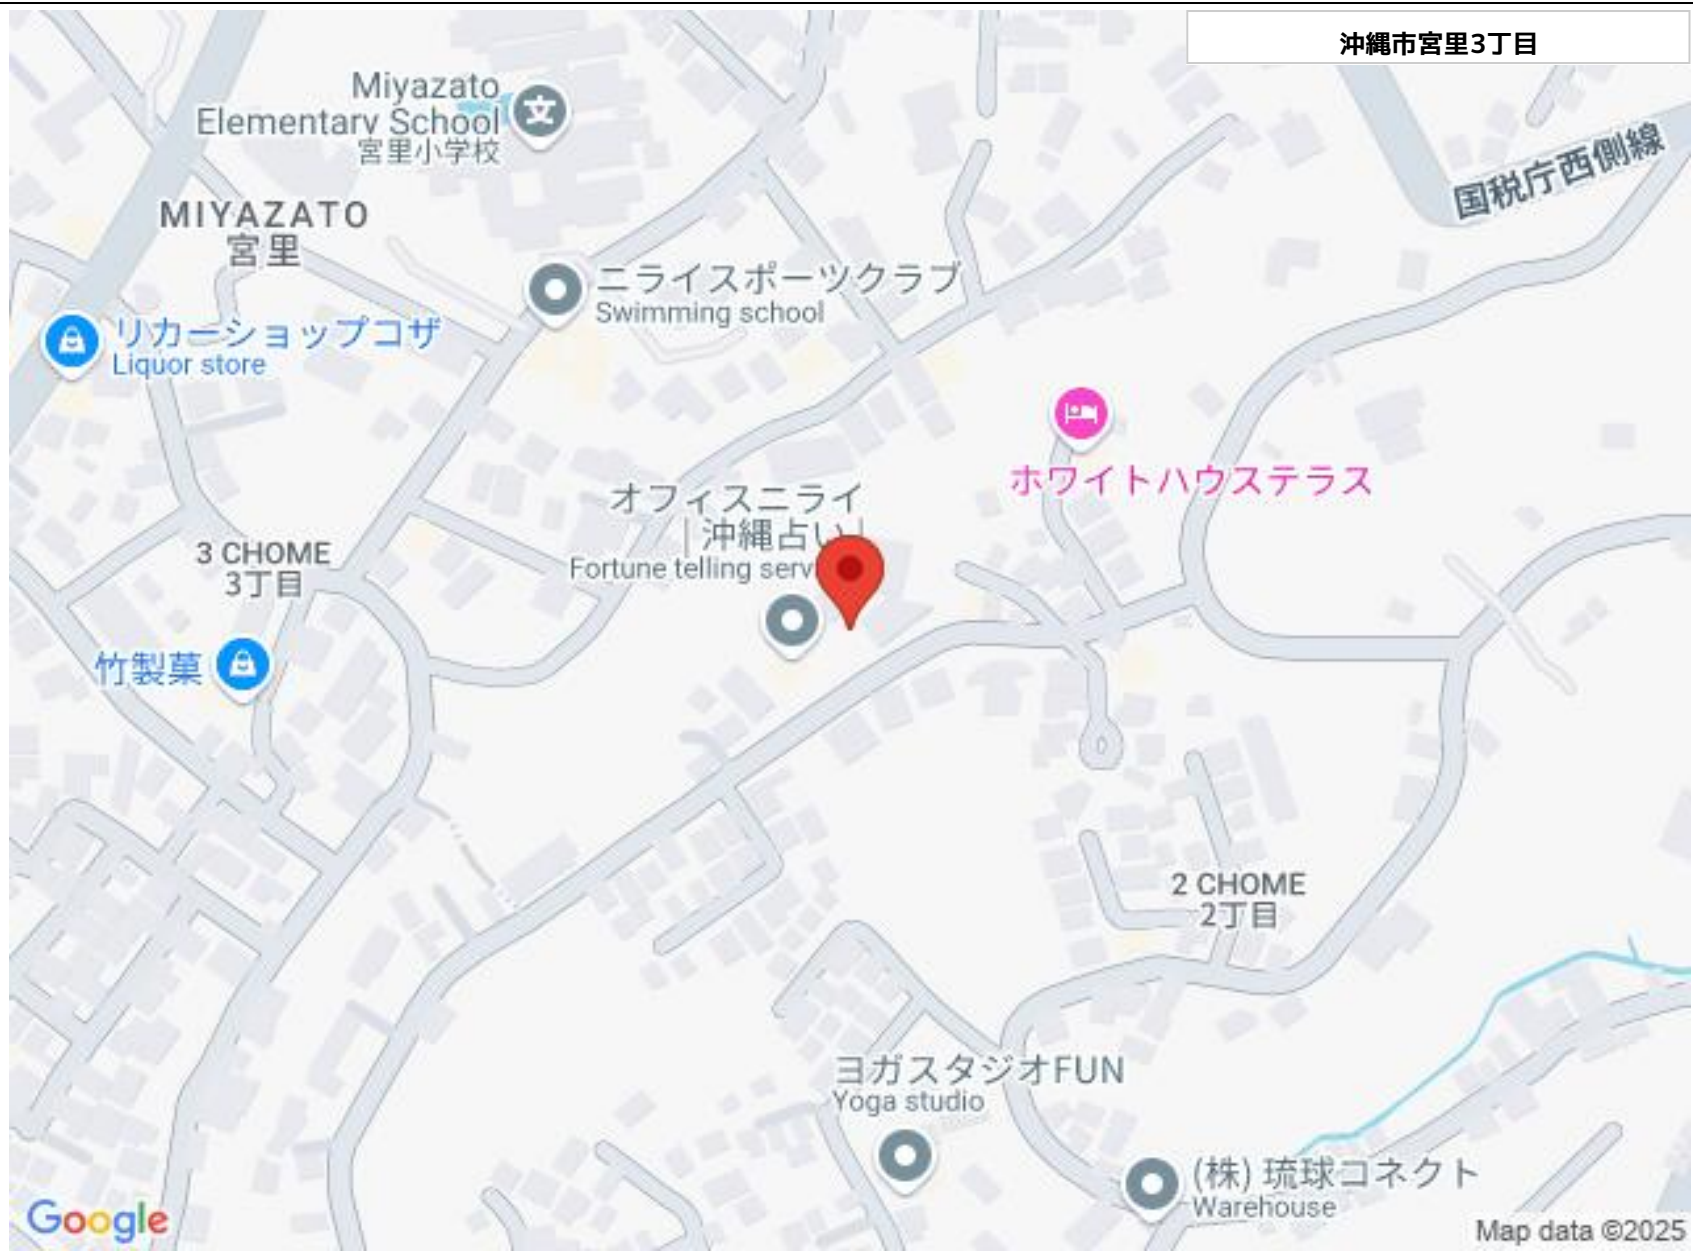 沖縄市宮里3丁目
Miyazato
Elementary School
宮里小学校
国税庁西側線
MIYAZATO
宮里
ニライスポーツクラブ
Swimming school
リカーショップコザ
Liquor store
ホワイトハウステラス
オフィスニライ
|沖縄占い|
Fortune telling serv
3 CHOME
3丁目
竹製菓
2 CHOME
2丁目
ヨガスタジオFUN
Yoga studio
(株) 琉球コネクト
Warehouse
Google
Map data ©2025